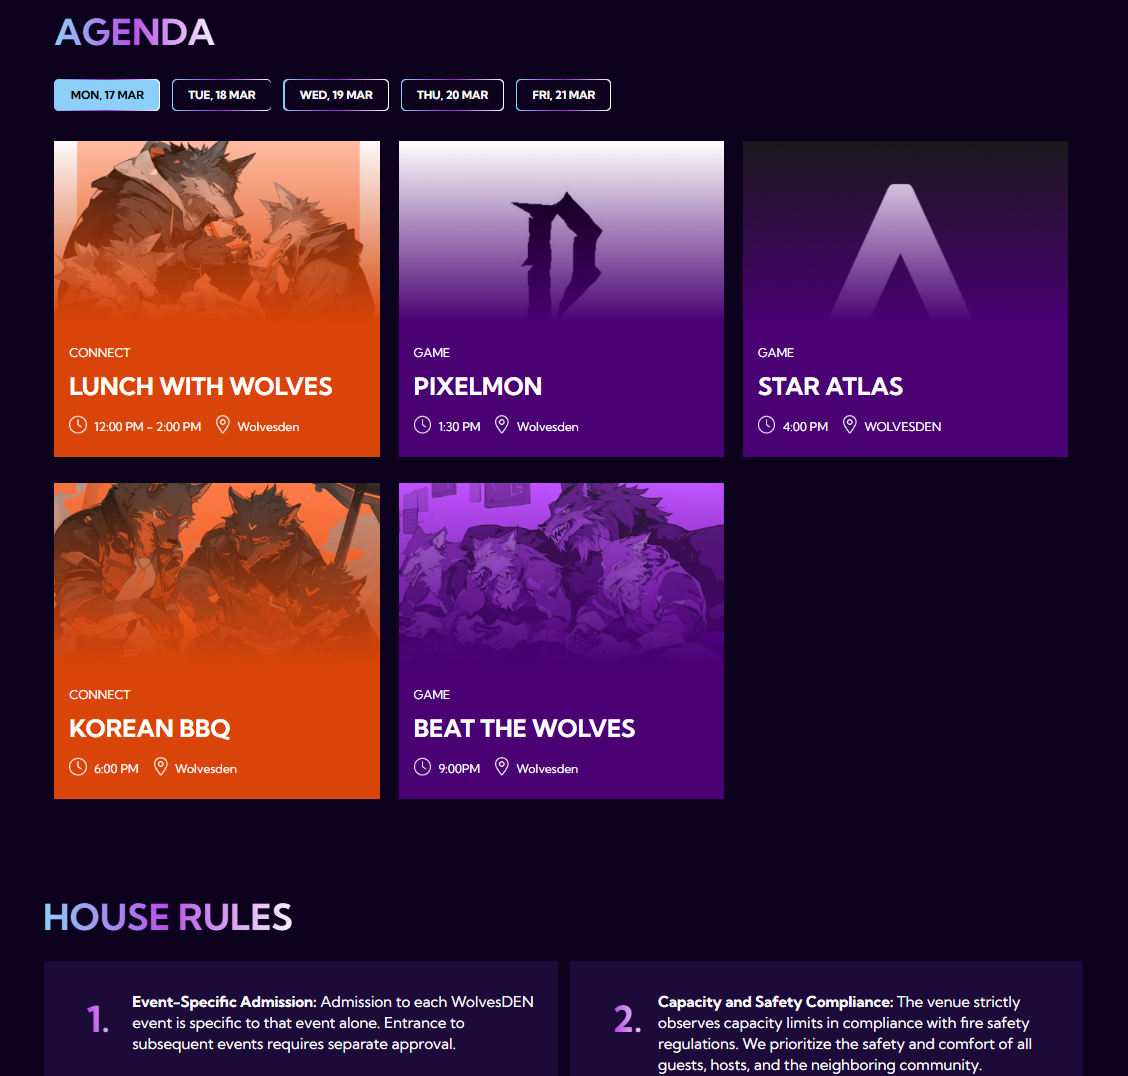 AGENDA
MON, 17 MAR
TUE, 18 MAR
WED, 19 MAR
THU, 20 MAR
FRI, 21 MAR
CONNECT
LUNCH WITH WOLVES
12:00 PM – 2:00 PM Wolvesden
GAME
PIXELMON
1:30 PM Wolvesden
GAME
STAR ATLAS
4:00 PM WOLVESDEN
CONNECT
KOREAN BBQ
6:00 PM Wolvesden
GAME
BEAT THE WOLVES
9:00PM Wolvesden
HOUSE RULES
1.
Event-Specific Admission: Admission to each WolvesDEN
event is specific to that event alone. Entrance to
subsequent events requires separate approval.
2.
Capacity and Safety Compliance: The venue strictly
observes capacity limits in compliance with fire safety
regulations. We prioritize the safety and comfort of all
guests, hosts, and the neighboring community.